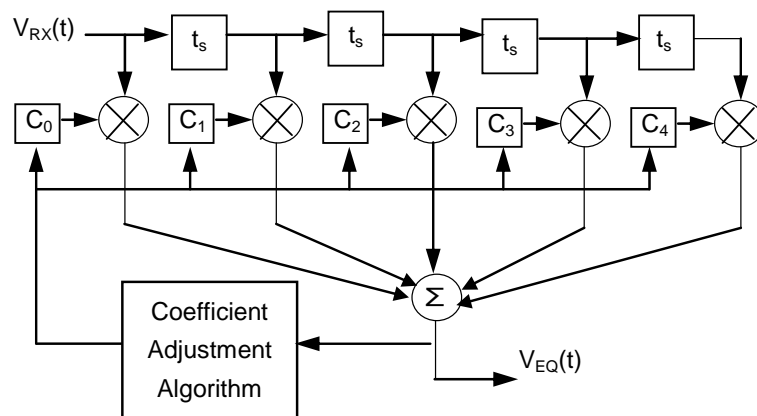 V_RX(t) t_s t_s t_s t_s
C_0 C_1 C_2 C_3 C_4
Σ
Coefficient
Adjustment
Algorithm
V_EQ(t)